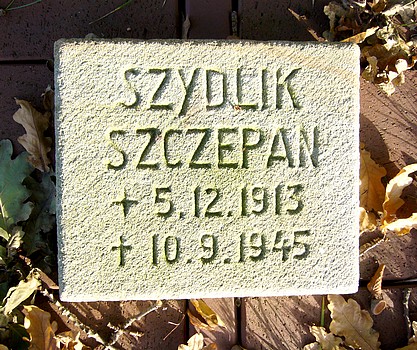 SZYDLIK
SZCZEPAN
+ 5.12.1913
+ 10.9.1945